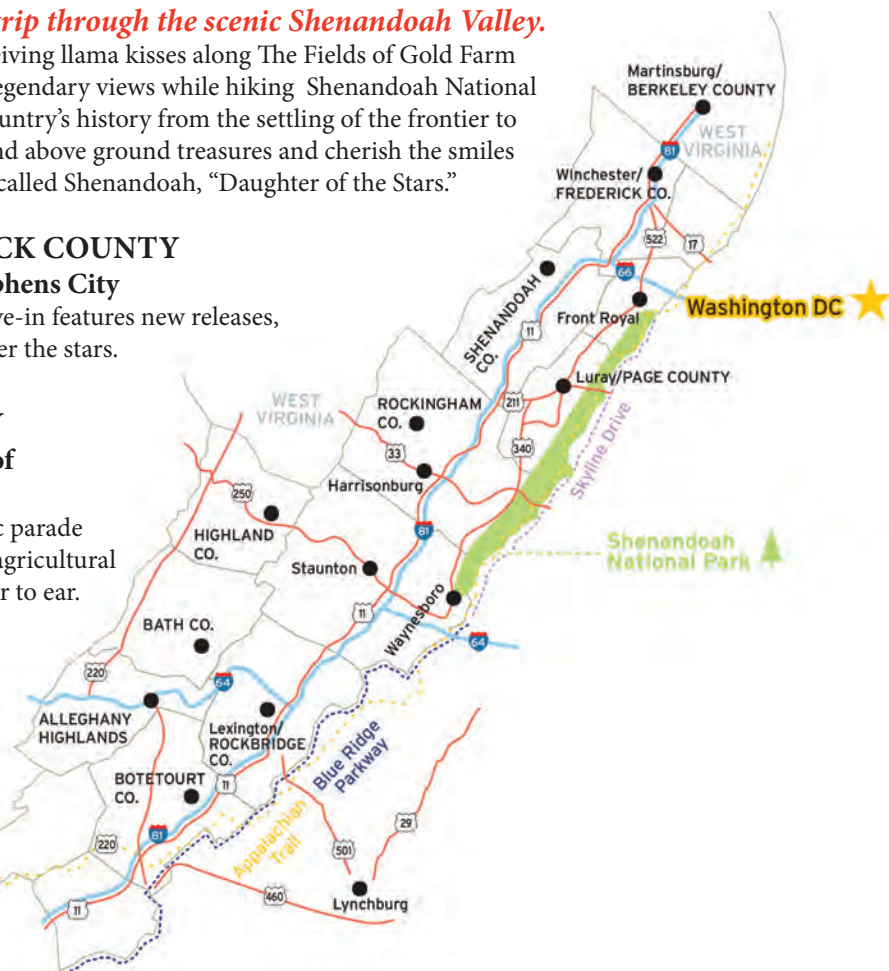 rip through the scenic Shenandoah Valley.
eiving llama kisses along The Fields of Gold Farm
egendary views while hiking Shenandoah National
ountry's history from the settling of the frontier to
nd above ground treasures and cherish the smiles
called Shenandoah, “Daughter of the Stars.”
CK COUNTY
phens City
ve-in features new releases,
er the stars.
Y
of
c parade
agricultural
r to ear.
Martinsburg/
BERKELEY COUNTY
WEST
VIRGINIA
81
Winchester/
FREDERICK CO.
522
17
66
SHENANDOAH
CO.
11
Front Royal
Washington DC
Luray/PAGE COUNTY
WEST
VIRGINIA
ROCKINGHAM
CO.
211
33
340
Skyline Drive
Harrisonburg
250
HIGHLAND
CO.
81
Shenandoah
National Park
Staunton
11
Waynesboro
BATH CO.
64
220
64
ALLEGHANY
HIGHLANDS
Lexington/
ROCKBRIDGE
CO.
Blue Ridge
Parkway
BOTETOURT
CO.
11
81
220
Appalachian
Trail
29
501
460
Lynchburg
11